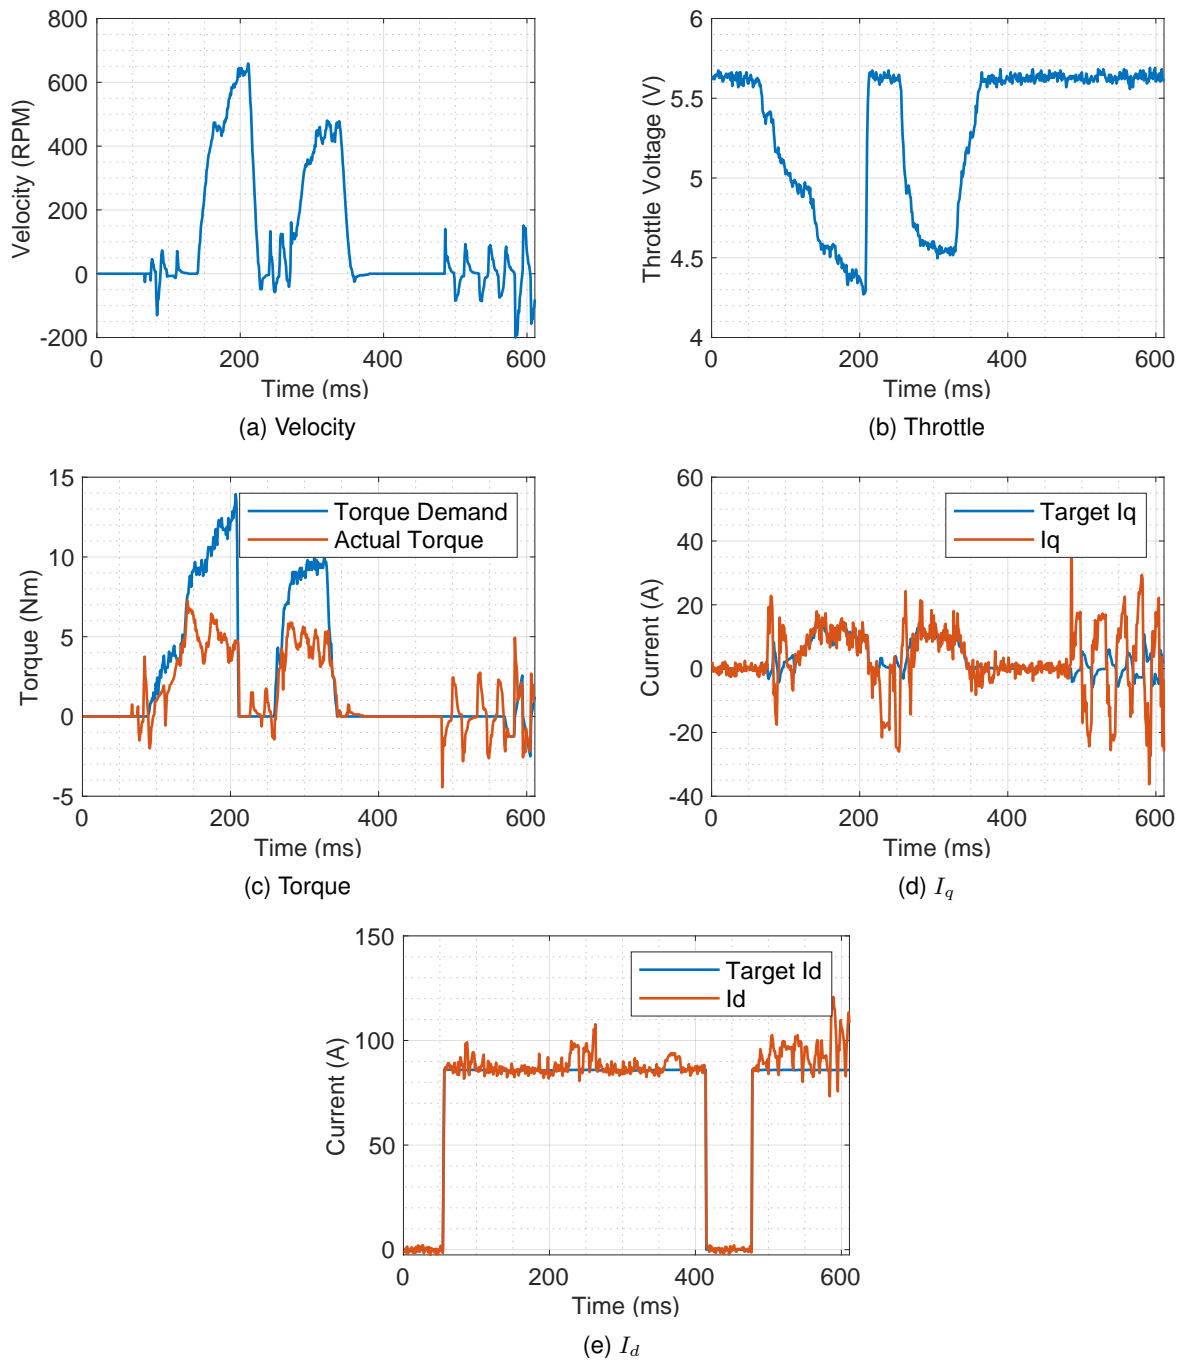 800
600
400
200
0
-200
Velocity (RPM)
0 200 400 600
Time (ms)
(a) Velocity
6
5.5
5
4.5
4
Throttle Voltage (V)
0 200 400 600
Time (ms)
(b) Throttle
15
10
5
0
-5
Torque (Nm)
Torque Demand
Actual Torque
0 200 400 600
Time (ms)
(c) Torque
60
40
20
0
-20
-40
Current (A)
Target Iq
Iq
0 200 400 600
Time (ms)
(d) I_q
150
100
50
0
Current (A)
Target Id
Id
0 200 400 600
Time (ms)
(e) I_d